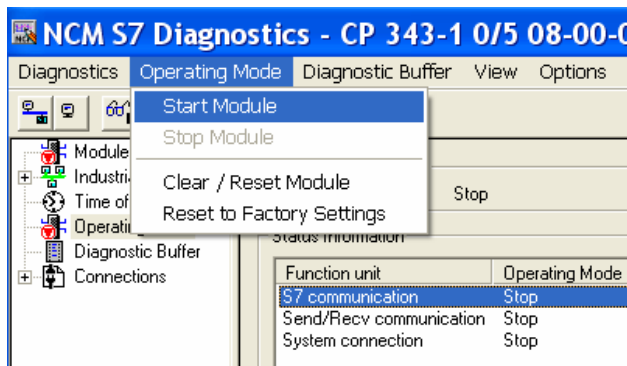 NCM S7 Diagnostics - CP 343-1 0/5 08-00-0
Diagnostics Operating Mode Diagnostic Buffer View Options
Start Module
Stop Module
Clear / Reset Module
Reset to Factory Settings
Module
Industri
Time of
Operatin
Diagnostic Buffer
Connections
Stop
Status Information
Function unit Operating Mode
S7 communication Stop
Send/Recv communication Stop
System connection Stop